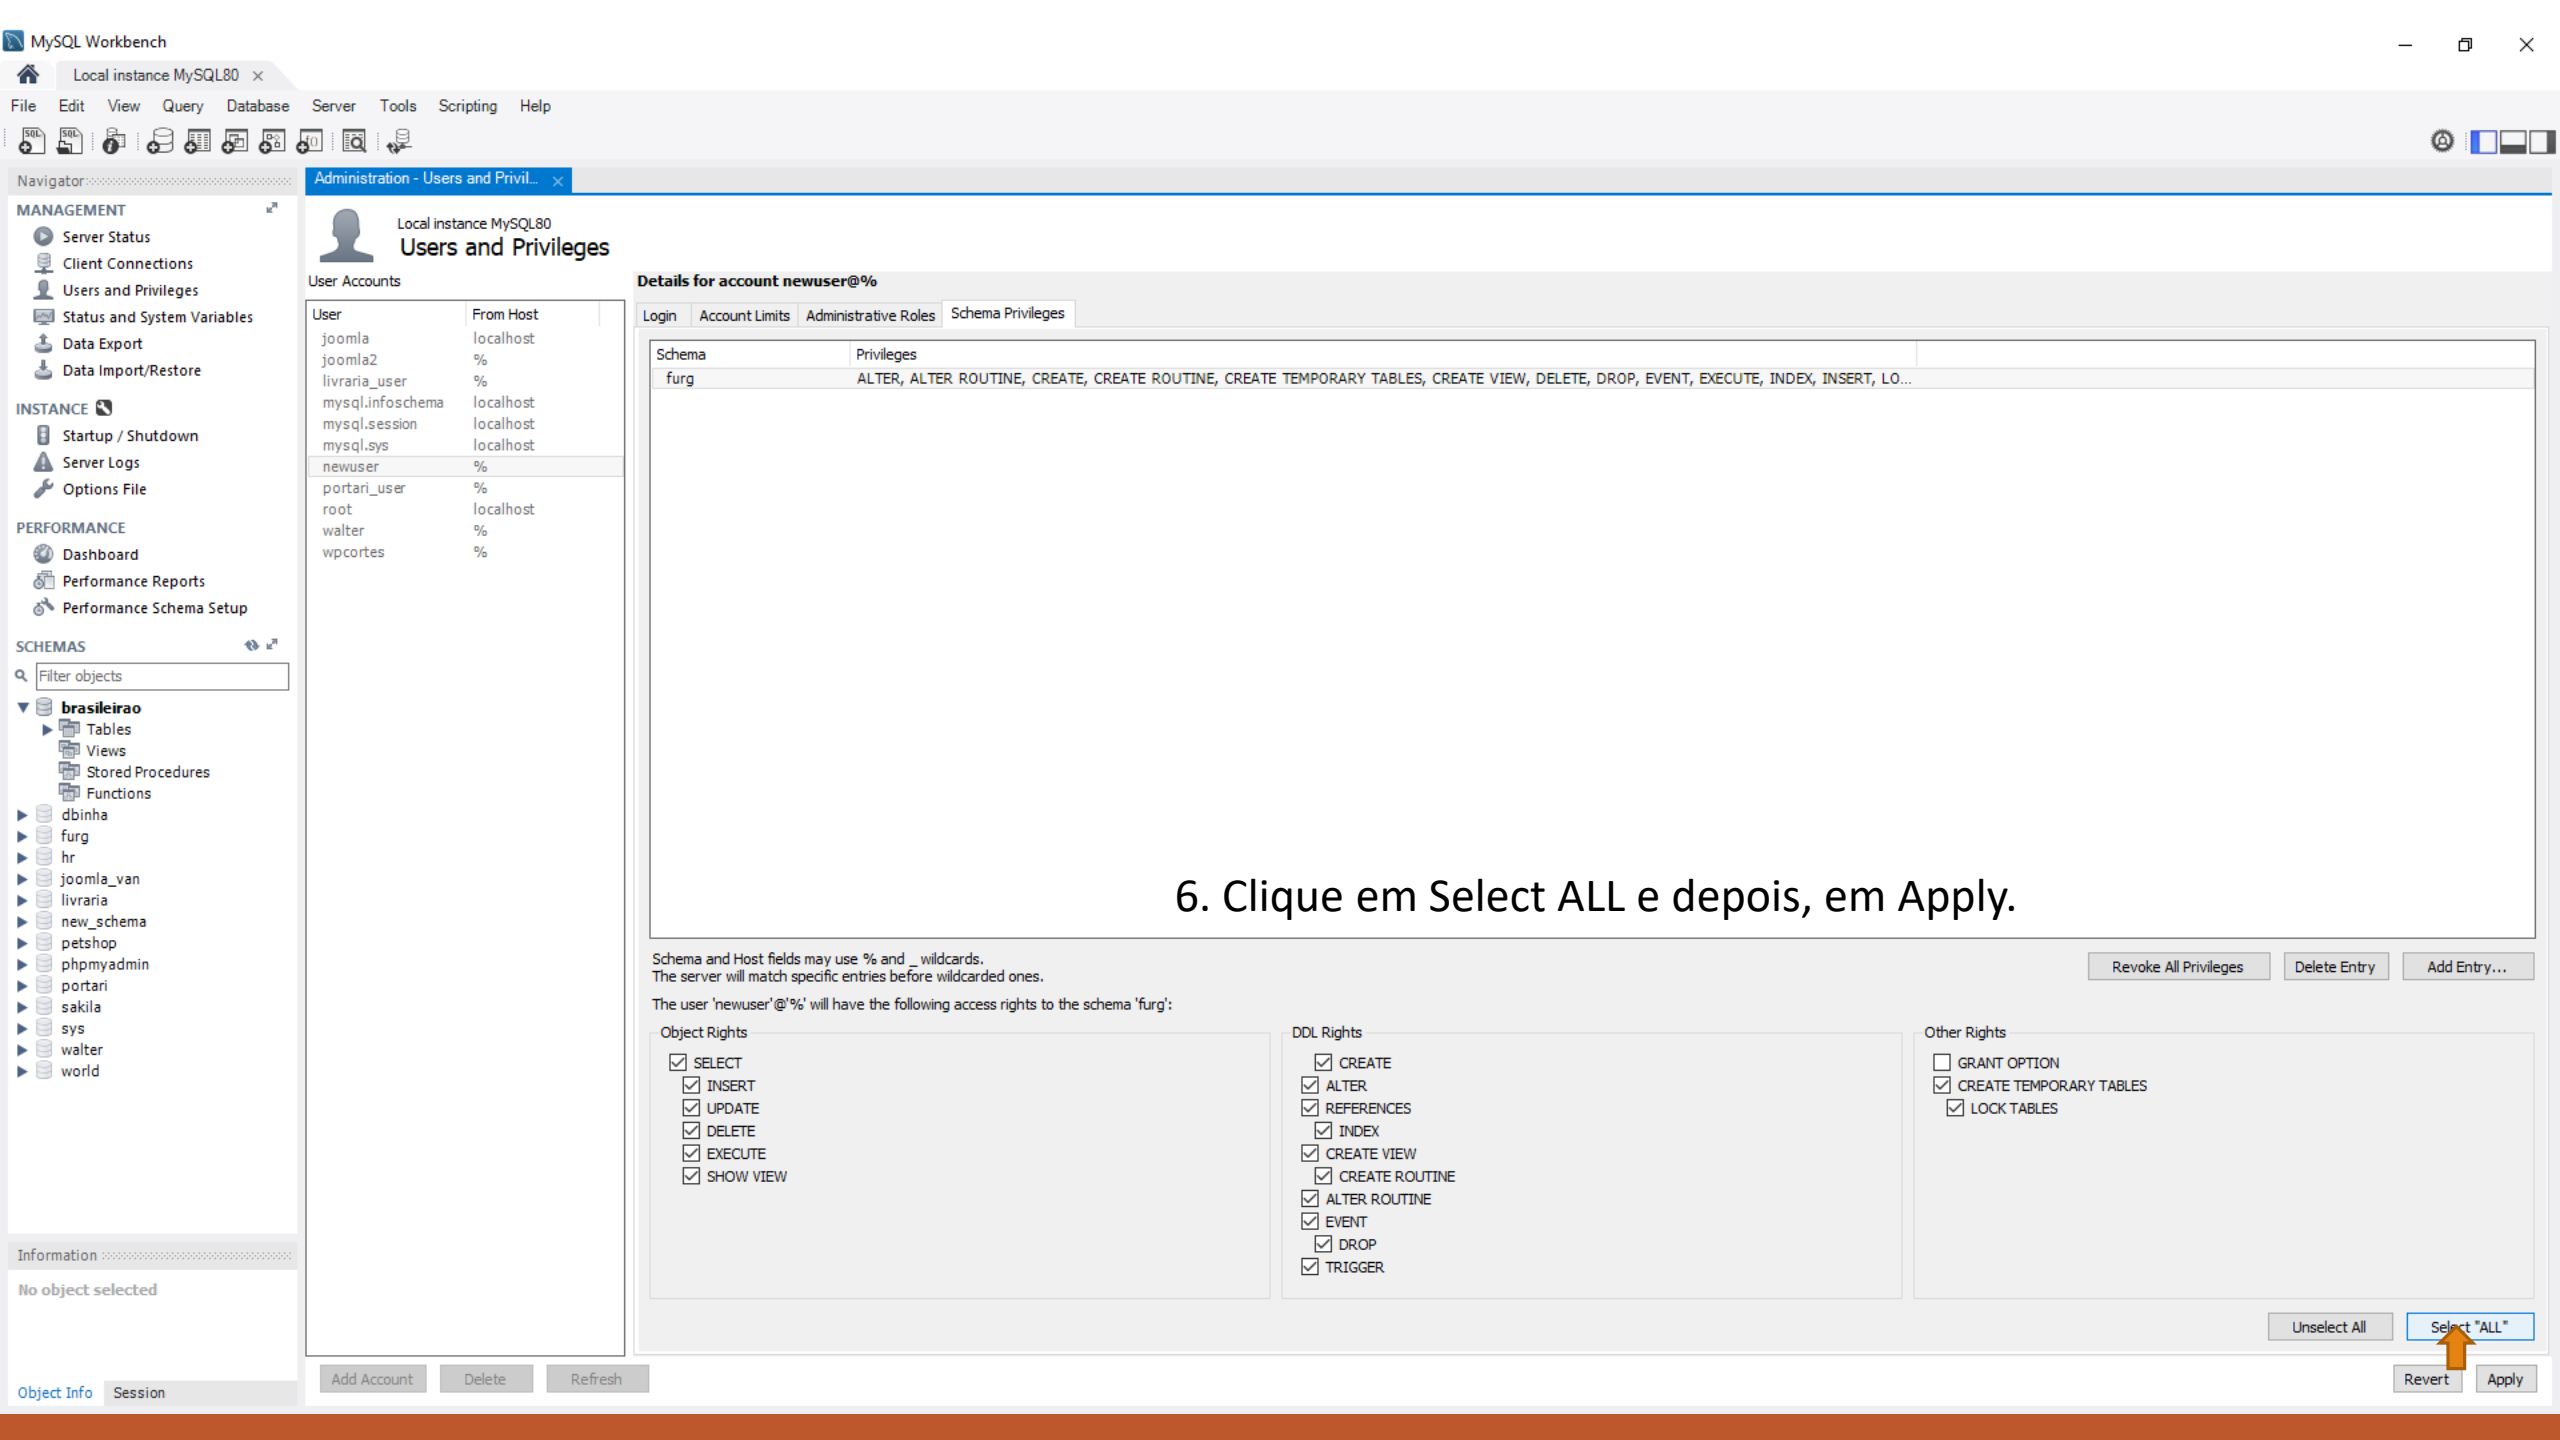 MySQL Workbench
Local instance MySQL80
File Edit View Query Database Server Tools Scripting Help
Navigator
MANAGEMENT
Server Status
Client Connections
Users and Privileges
Status and System Variables
Data Export
Data Import/Restore
INSTANCE
Startup / Shutdown
Server Logs
Options File
PERFORMANCE
Dashboard
Performance Reports
Performance Schema Setup
SCHEMAS
Filter objects
brasileirao
Tables
Views
Stored Procedures
Functions
dbinha
furg
hr
joomla_van
livraria
new_schema
petshop
phpmyadmin
portari
sakila
sys
walter
world
Information
No object selected
Object Info Session
Administration - Users and Privil...
Local instance MySQL80
Users and Privileges
User Accounts
User From Host
joomla localhost
joomla2 %
livraria_user %
mysql.infoschema localhost
mysql.session localhost
mysql.sys localhost
newuser %
portari_user %
root localhost
walter %
wpcortes %
Add Account Delete Refresh
Details for account newuser@%
Login Account Limits Administrative Roles Schema Privileges
Schema Privileges
furg ALTER, ALTER ROUTINE, CREATE, CREATE ROUTINE, CREATE TEMPORARY TABLES, CREATE VIEW, DELETE, DROP, EVENT, EXECUTE, INDEX, INSERT, LO...
6. Clique em Select ALL e depois, em Apply.
Schema and Host fields may use % and _ wildcards.
The server will match specific entries before wildcarded ones.
Revoke All Privileges Delete Entry Add Entry...
The user 'newuser'@'%' will have the following access rights to the schema 'furg':
Object Rights
SELECT
INSERT
UPDATE
DELETE
EXECUTE
SHOW VIEW
DDL Rights
CREATE
ALTER
REFERENCES
INDEX
CREATE VIEW
CREATE ROUTINE
ALTER ROUTINE
EVENT
DROP
TRIGGER
Other Rights
GRANT OPTION
CREATE TEMPORARY TABLES
LOCK TABLES
Unselect All Select "ALL"
Revert Apply